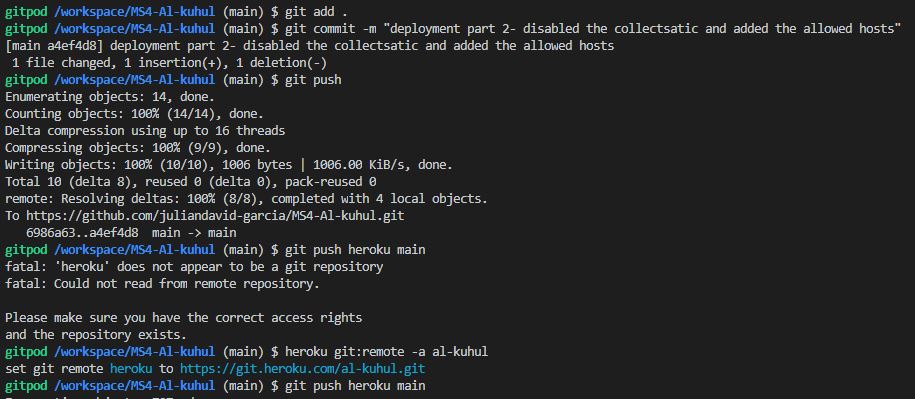 gitpod /workspace/MS4-Al-kuhul (main) $ git add .
gitpod /workspace/MS4-Al-kuhul (main) $ git commit -m "deployment part 2- disabled the collectsatic and added the allowed hosts"
[main a4ef4d8] deployment part 2- disabled the collectsatic and added the allowed hosts
 1 file changed, 1 insertion(+), 1 deletion(-)
gitpod /workspace/MS4-Al-kuhul (main) $ git push
Enumerating objects: 14, done.
Counting objects: 100% (14/14), done.
Delta compression using up to 16 threads
Compressing objects: 100% (9/9), done.
Writing objects: 100% (10/10), 1006 bytes | 1006.00 KiB/s, done.
Total 10 (delta 8), reused 0 (delta 0), pack-reused 0
remote: Resolving deltas: 100% (8/8), completed with 4 local objects.
To https://github.com/juliandavid-garcia/MS4-Al-kuhul.git
   6986a63..a4ef4d8  main -> main
gitpod /workspace/MS4-Al-kuhul (main) $ git push heroku main
fatal: 'heroku' does not appear to be a git repository
fatal: Could not read from remote repository.

Please make sure you have the correct access rights
and the repository exists.
gitpod /workspace/MS4-Al-kuhul (main) $ heroku git:remote -a al-kuhul
set git remote heroku to https://git.heroku.com/al-kuhul.git
gitpod /workspace/MS4-Al-kuhul (main) $ git push heroku main